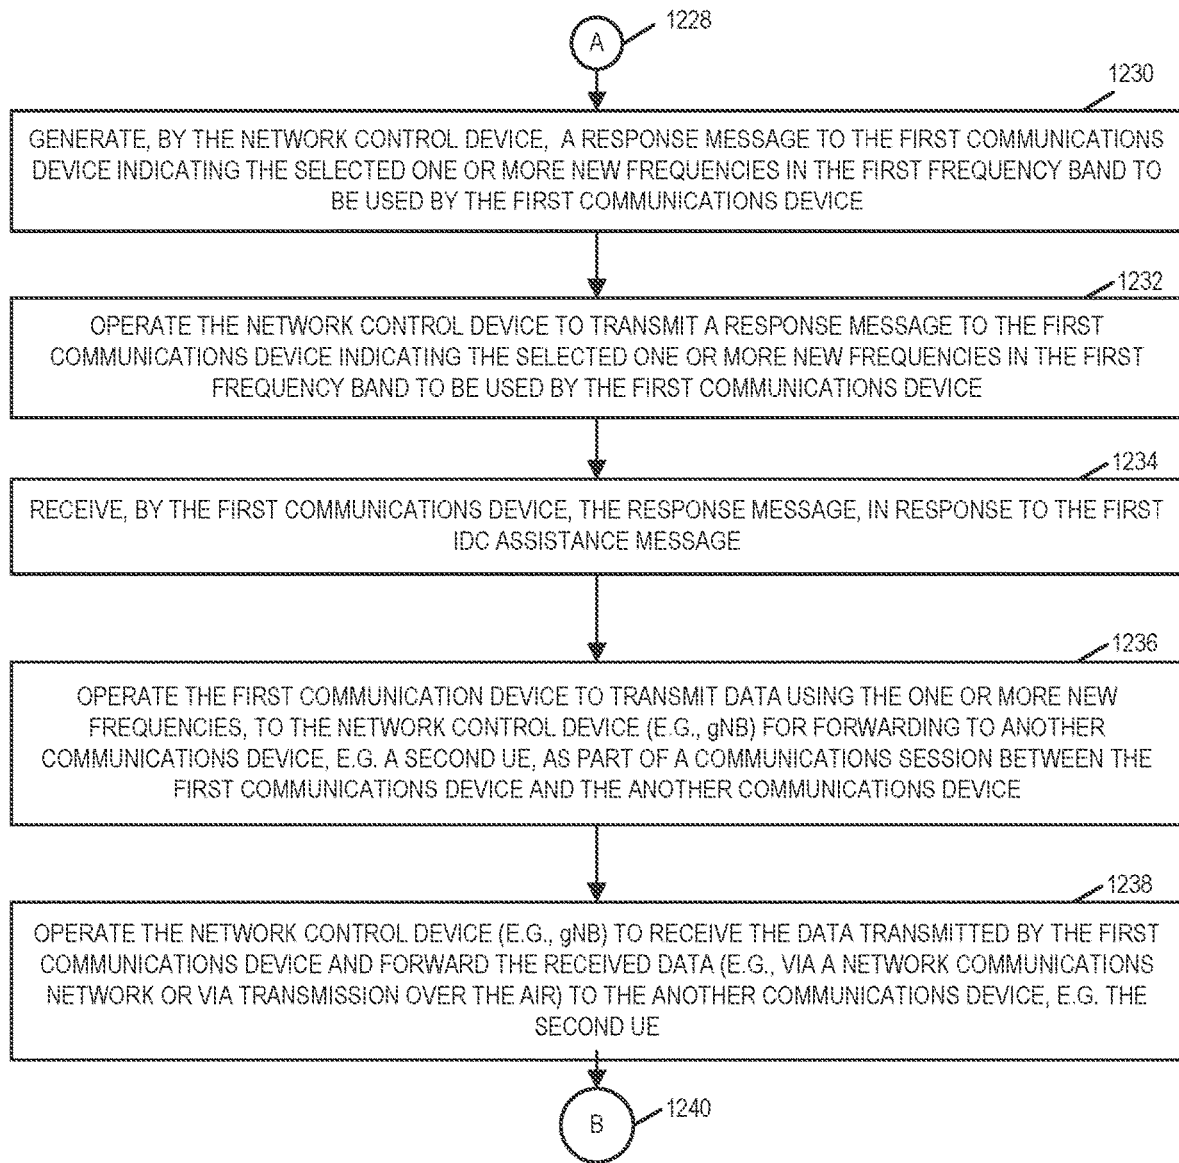 A
1228
1230
GENERATE, BY THE NETWORK CONTROL DEVICE, A RESPONSE MESSAGE TO THE FIRST COMMUNICATIONS
DEVICE INDICATING THE SELECTED ONE OR MORE NEW FREQUENCIES IN THE FIRST FREQUENCY BAND TO
BE USED BY THE FIRST COMMUNICATIONS DEVICE
1232
OPERATE THE NETWORK CONTROL DEVICE TO TRANSMIT A RESPONSE MESSAGE TO THE FIRST
COMMUNICATIONS DEVICE INDICATING THE SELECTED ONE OR MORE NEW FREQUENCIES IN THE FIRST
FREQUENCY BAND TO BE USED BY THE FIRST COMMUNICATIONS DEVICE
1234
RECEIVE, BY THE FIRST COMMUNICATIONS DEVICE, THE RESPONSE MESSAGE, IN RESPONSE TO THE FIRST
IDC ASSISTANCE MESSAGE
1236
OPERATE THE FIRST COMMUNICATION DEVICE TO TRANSMIT DATA USING THE ONE OR MORE NEW
FREQUENCIES, TO THE NETWORK CONTROL DEVICE (E.G., gNB) FOR FORWARDING TO ANOTHER
COMMUNICATIONS DEVICE, E.G. A SECOND UE, AS PART OF A COMMUNICATIONS SESSION BETWEEN THE
FIRST COMMUNICATIONS DEVICE AND THE ANOTHER COMMUNICATIONS DEVICE
1238
OPERATE THE NETWORK CONTROL DEVICE (E.G., gNB) TO RECEIVE THE DATA TRANSMITTED BY THE FIRST
COMMUNICATIONS DEVICE AND FORWARD THE RECEIVED DATA (E.G., VIA A NETWORK COMMUNICATIONS
NETWORK OR VIA TRANSMISSION OVER THE AIR) TO THE ANOTHER COMMUNICATIONS DEVICE, E.G. THE
SECOND UE
B
1240